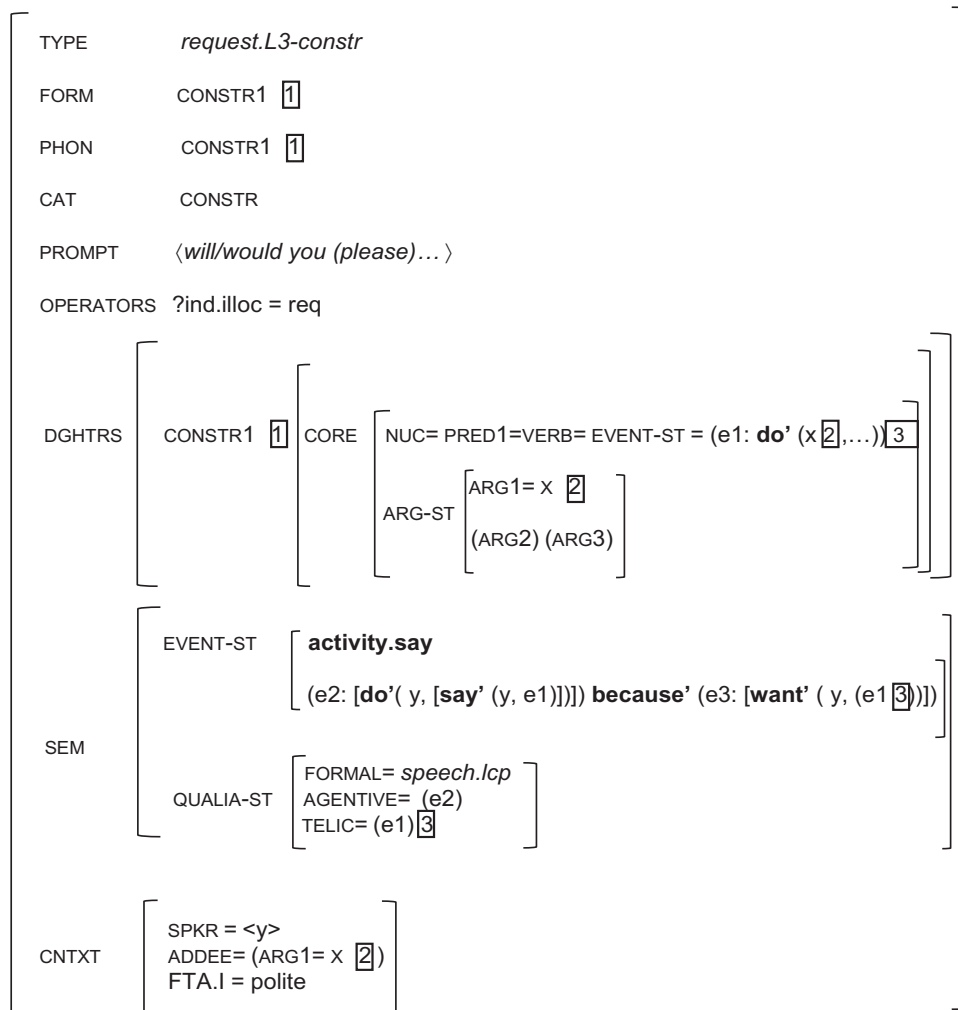 TYPE request.L3-constr
FORM CONSTR1 1
PHON CONSTR1 1
CAT CONSTR
PROMPT 〈will/would you (please)… 〉
OPERATORS ?ind.illoc = req
DGHTRS CONSTR1 1 CORE NUC= PRED1=VERB= EVENT-ST = (e1: do' (x 2,…)) 3
ARG-ST ARG1= X 2
(ARG2) (ARG3)
SEM EVENT-ST activity.say
(e2: [do'( y, [say' (y, e1)])]) because' (e3: [want' ( y, (e1 3))])
QUALIA-ST FORMAL= speech.lcp
AGENTIVE= (e2)
TELIC= (e1) 3
CNTXT SPKR = <y>
ADDEE= (ARG1= X 2)
FTA.I = polite